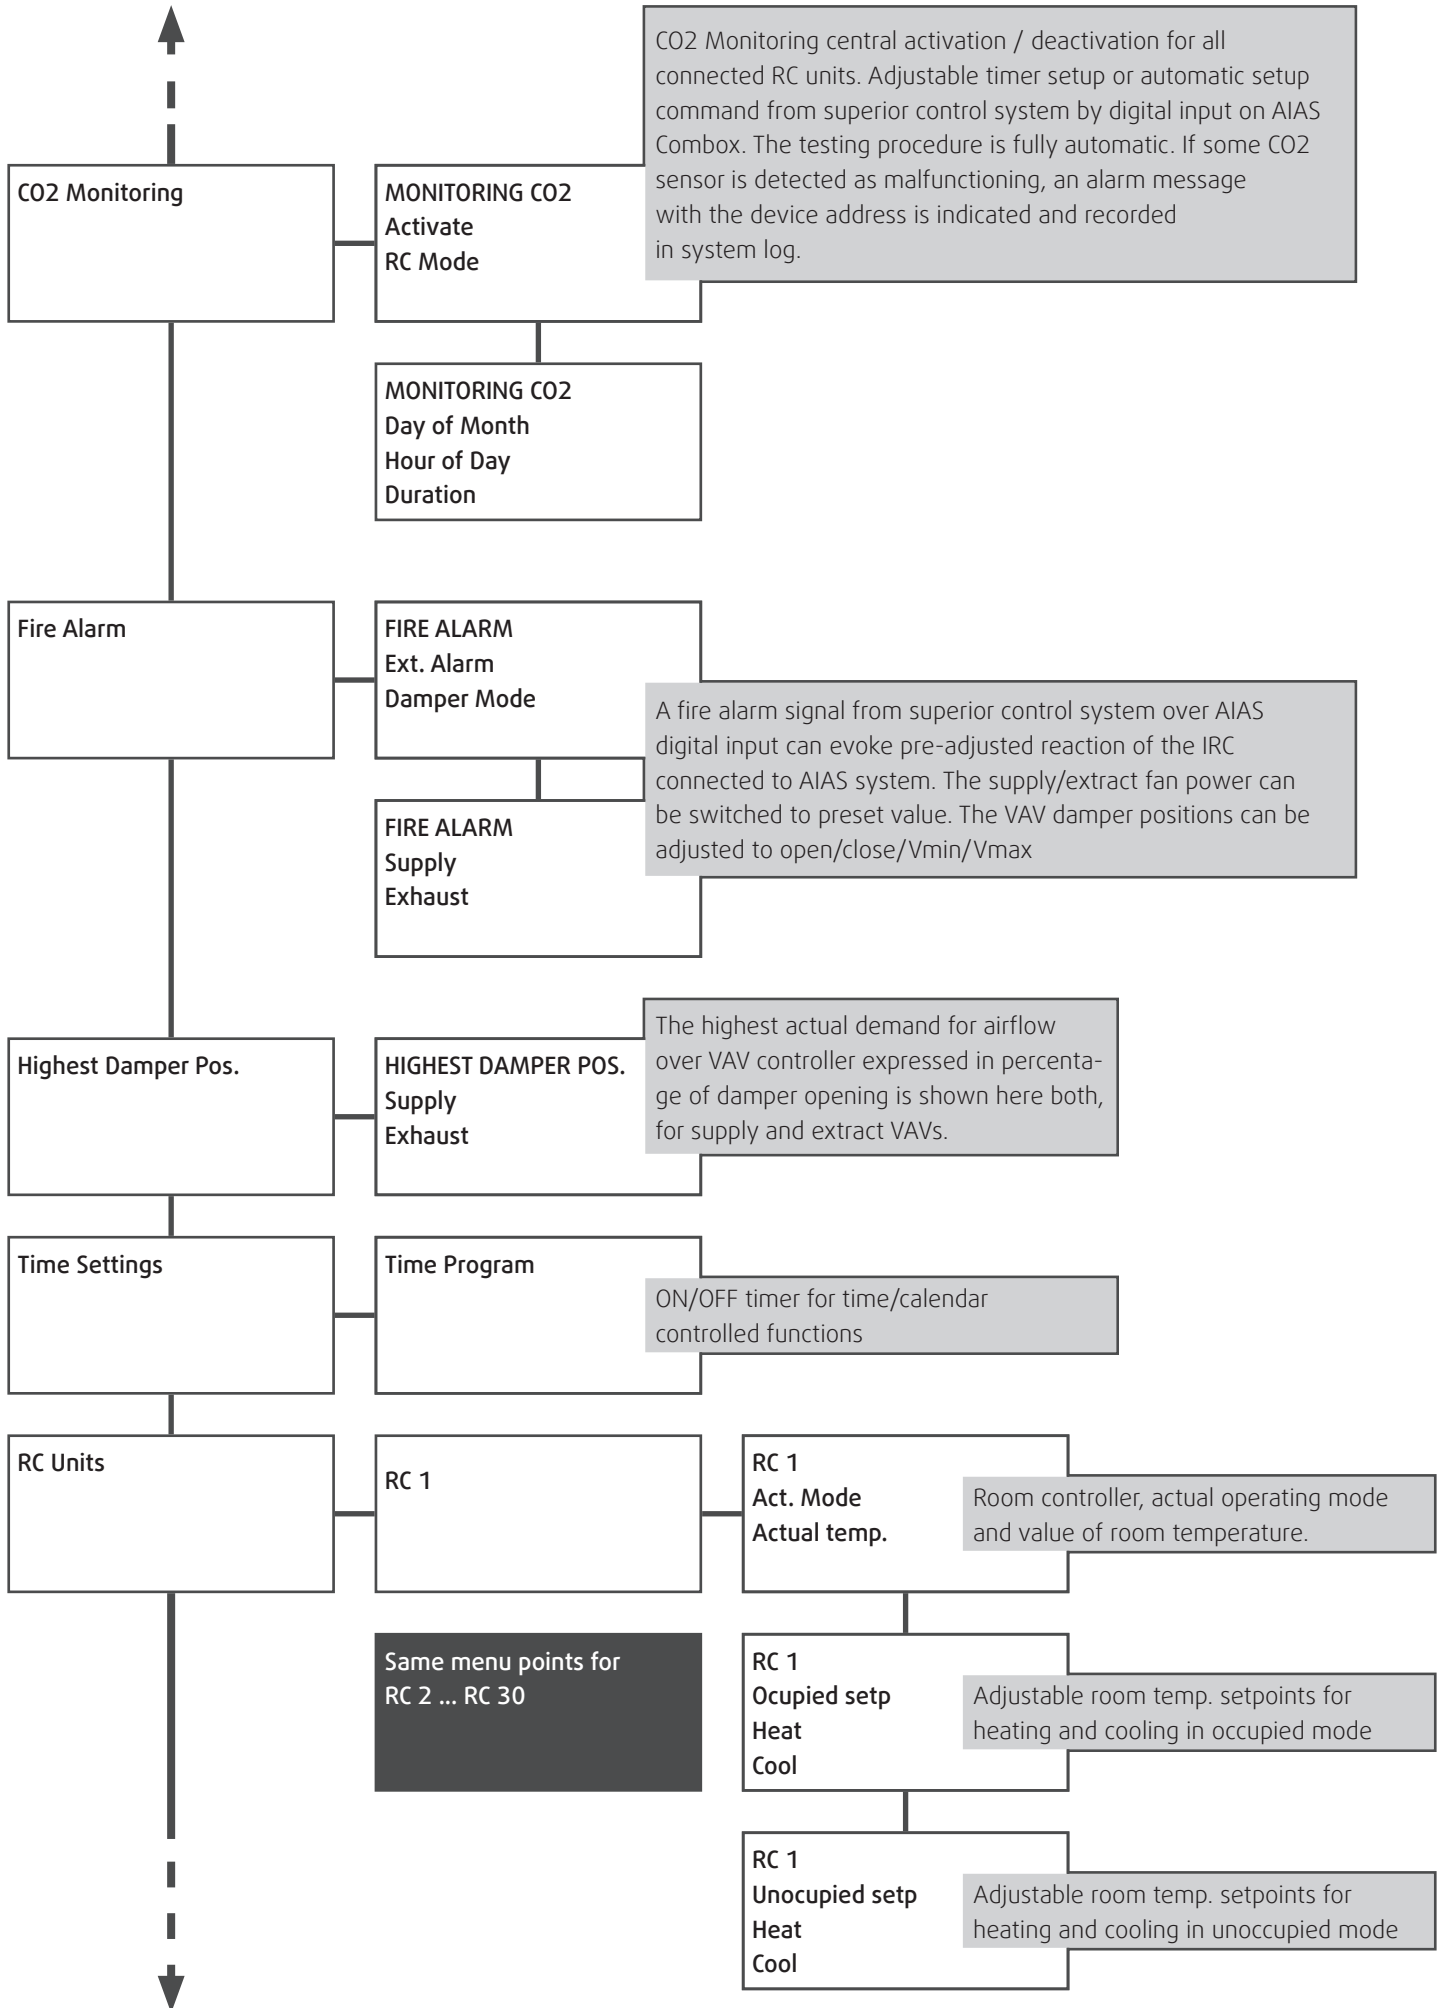 CO2 Monitoring central activation / deactivation for all
connected RC units. Adjustable timer setup or automatic setup
command from superior control system by digital input on AIAS
Combox. The testing procedure is fully automatic. If some CO2
sensor is detected as malfunctioning, an alarm message
with the device address is indicated and recorded
in system log.
CO2 Monitoring
MONITORING CO2
Activate
RC Mode
MONITORING CO2
Day of Month
Hour of Day
Duration
Fire Alarm
FIRE ALARM
Ext. Alarm
Damper Mode
A fire alarm signal from superior control system over AIAS
digital input can evoke pre-adjusted reaction of the IRC
connected to AIAS system. The supply/extract fan power can
be switched to preset value. The VAV damper positions can be
adjusted to open/close/Vmin/Vmax
FIRE ALARM
Supply
Exhaust
Highest Damper Pos.
HIGHEST DAMPER POS.
Supply
Exhaust
The highest actual demand for airflow
over VAV controller expressed in percenta-
ge of damper opening is shown here both,
for supply and extract VAVs.
Time Settings
Time Program
ON/OFF timer for time/calendar
controlled functions
RC Units
RC 1
RC 1
Act. Mode
Actual temp.
Room controller, actual operating mode
and value of room temperature.
Same menu points for
RC 2 ... RC 30
RC 1
Ocupied setp
Heat
Cool
Adjustable room temp. setpoints for
heating and cooling in occupied mode
RC 1
Unocupied setp
Heat
Cool
Adjustable room temp. setpoints for
heating and cooling in unoccupied mode